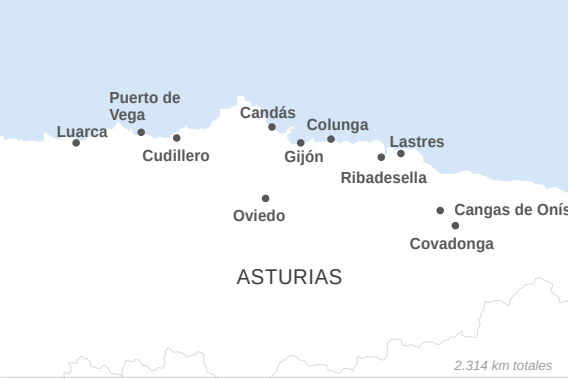 Puerto de
Vega
Luarca
Cudillero
Candás
Colunga
Gijón
Lastres
Ribadesella
Oviedo
Cangas de Onís
Covadonga
ASTURIAS
2.314 km totales